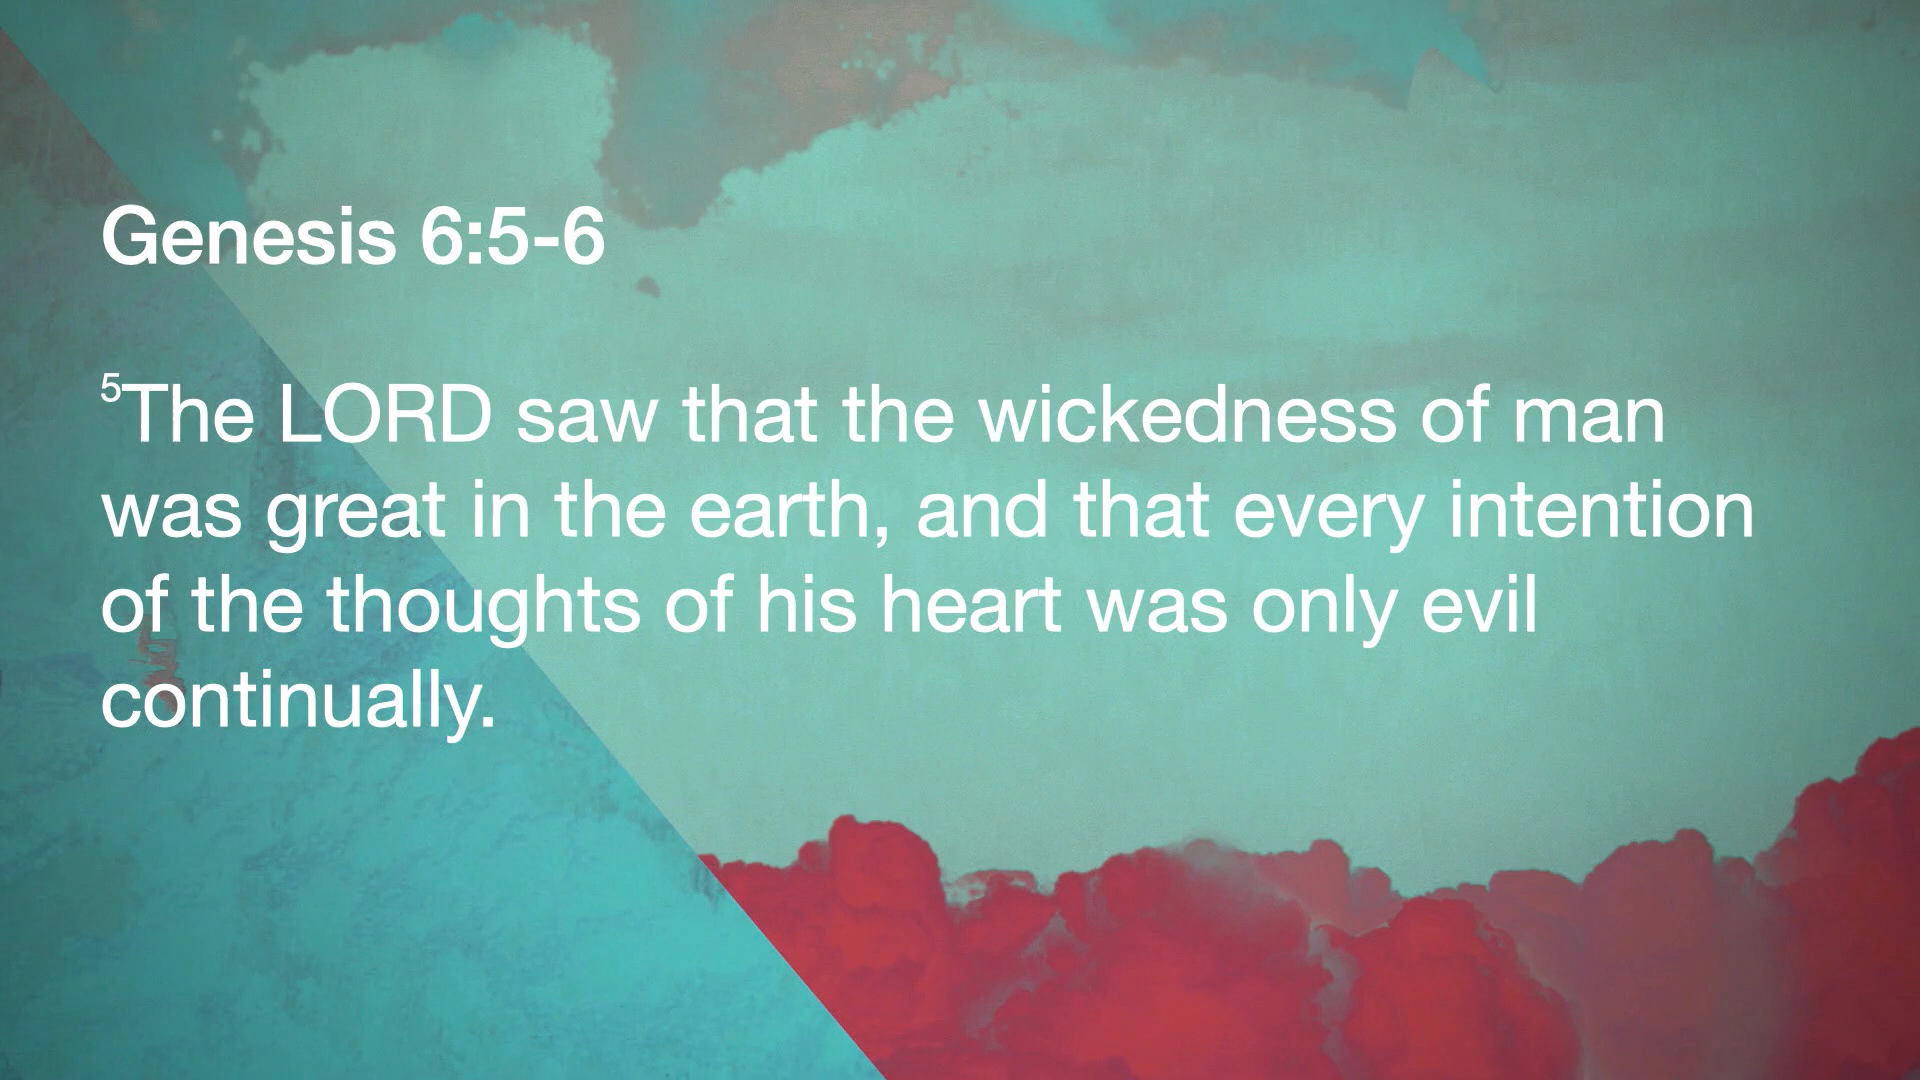 Genesis 6:5-6
⁵The LORD saw that the wickedness of man
was great in the earth, and that every intention
of the thoughts of his heart was only evil
continually.